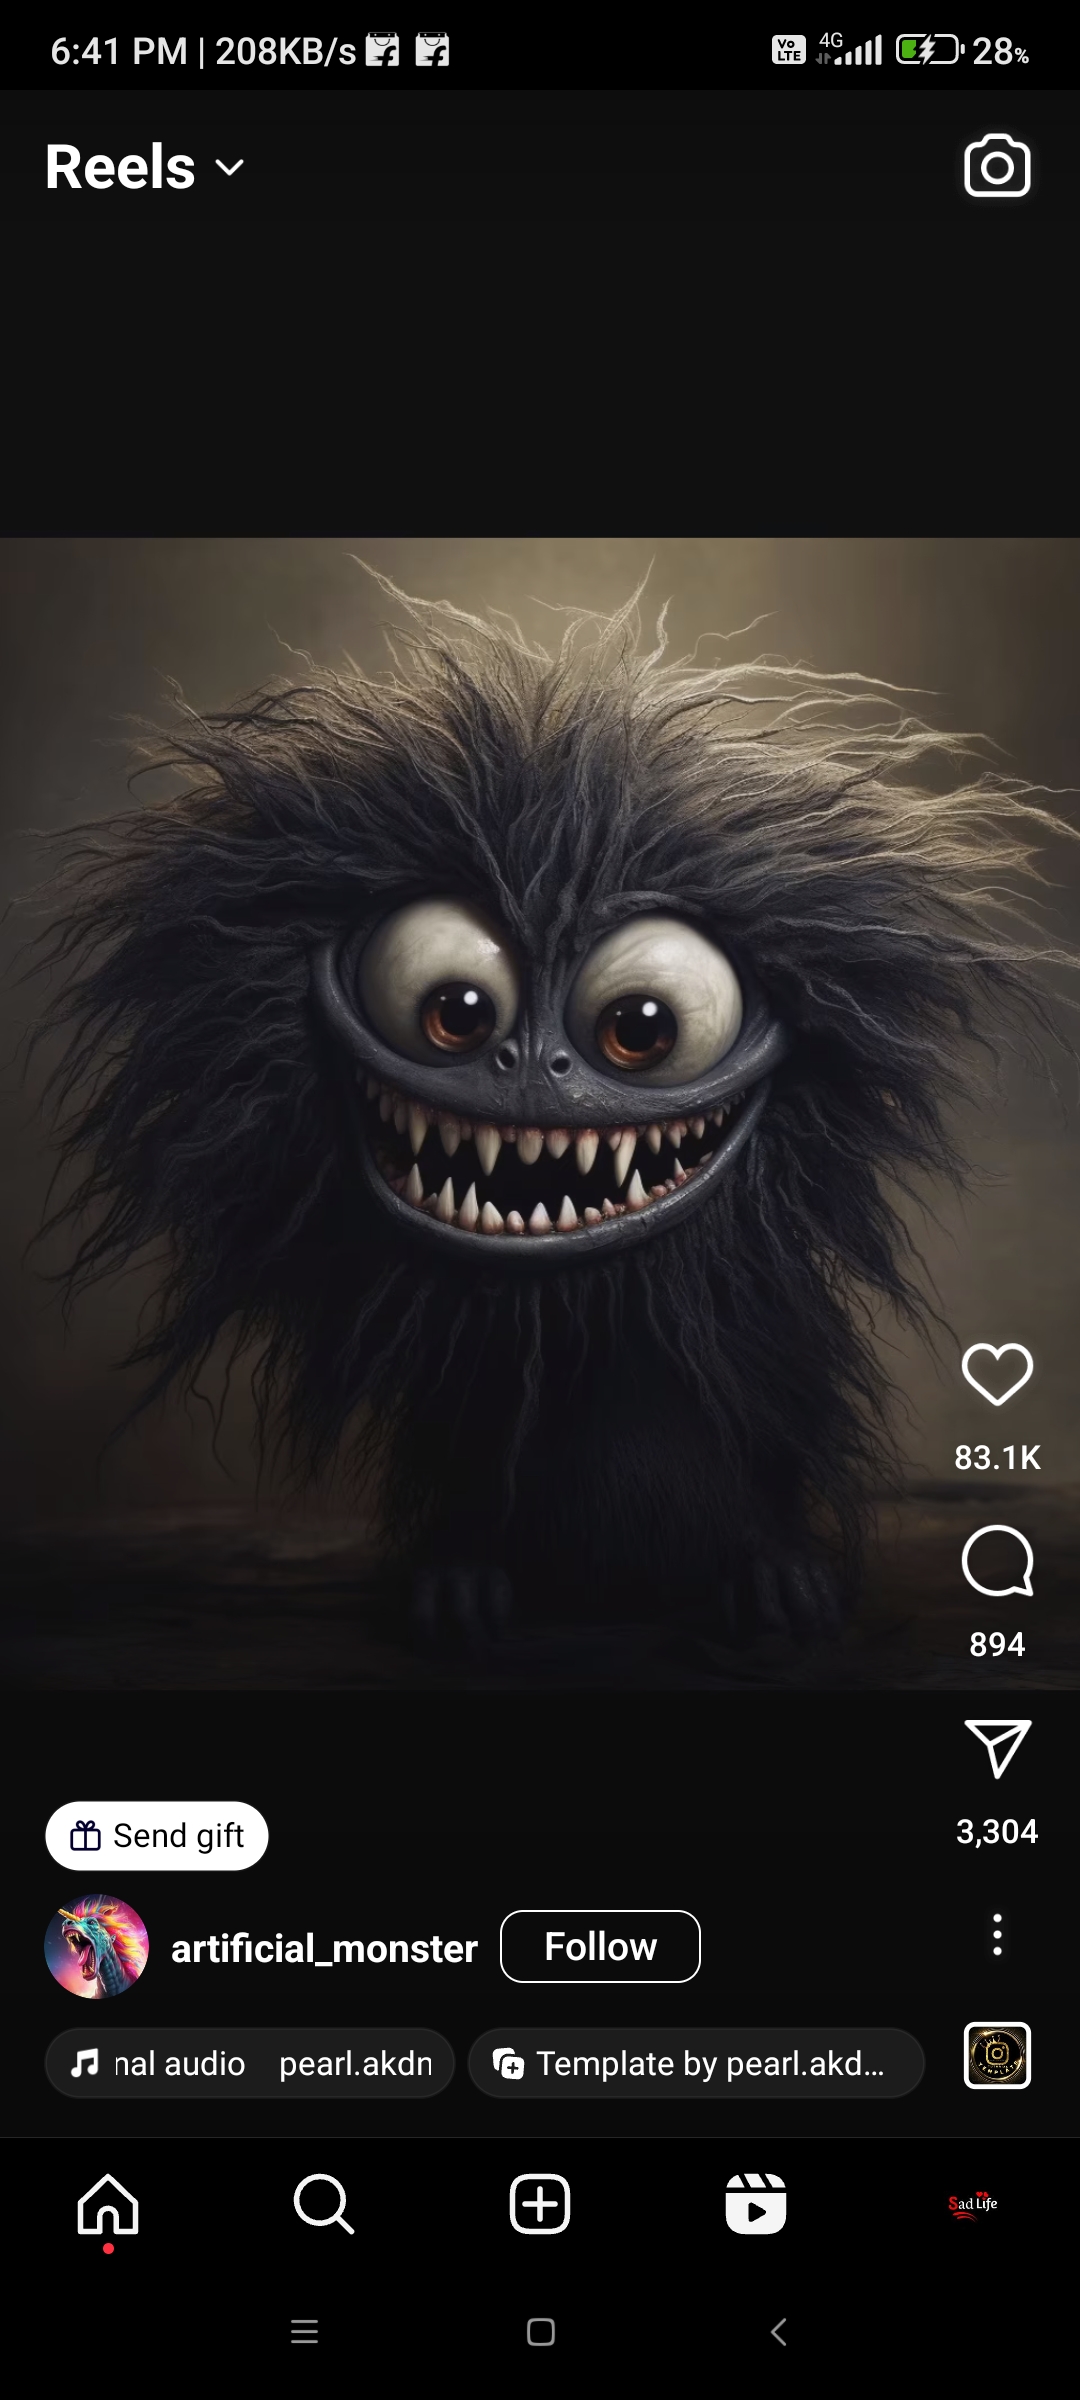 6:41 PM | 208KB/s
Vo LTE 4G 28%
Reels
83.1K
894
3,304
Send gift
artificial_monster Follow
nal audio pearl.akdn
Template by pearl.akd...
TEMPLATE
Sad Life